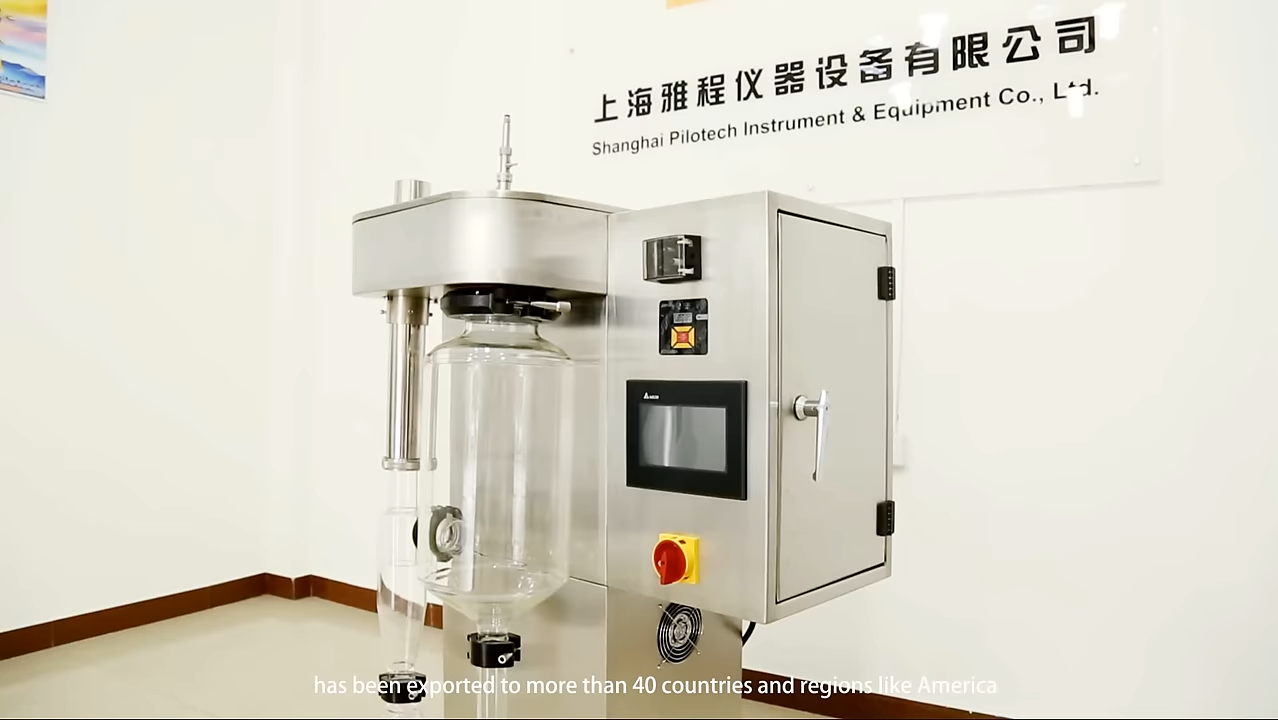 上海雅程仪器设备有限公司
Shanghai Pilotech Instrument & Equipment Co., Ltd.
has been exported to more than 40 countries and regions like America